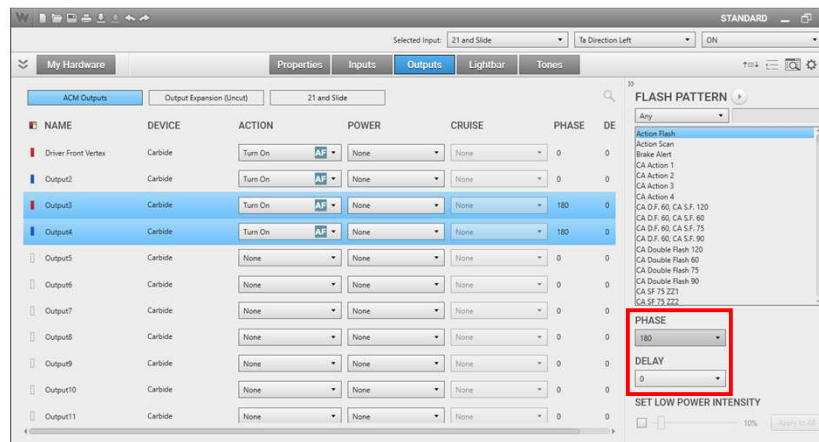 W STANDARD
Selected Input: 21 and Slide Ta Direction Left ON
My Hardware Properties Inputs Outputs Lightbar Tones
ACM Outputs Output Expansion (Uncut) 21 and Slide
NAME DEVICE ACTION POWER CRUISE PHASE DE
Driver Front Vertex Carbide Turn On AF None None 0 0
Output2 Carbide Turn On AF None None 0 0
Output3 Carbide Turn On AF None None 180 0
Output4 Carbide Turn On AF None None 180 0
Output5 Carbide None None None 0 0
Output6 Carbide None None None 0 0
Output7 Carbide None None None 0 0
Output8 Carbide None None None 0 0
Output9 Carbide None None None 0 0
Output10 Carbide None None None 0 0
Output11 Carbide None None None 0 0
FLASH PATTERN
Any
Action Flash
Action Scan
Brake Alert
CA Action 1
CA Action 2
CA Action 3
CA Action 4
CA D.F. 60, CA S.F. 120
CA D.F. 60, CA S.F. 60
CA D.F. 60, CA S.F. 75
CA D.F. 60, CA S.F. 90
CA Double Flash 120
CA Double Flash 60
CA Double Flash 75
CA Double Flash 90
CA SF 75 ZZ1
CA SF 75 ZZ2
PHASE
180
DELAY
0
SET LOW POWER INTENSITY
10% Apply to All